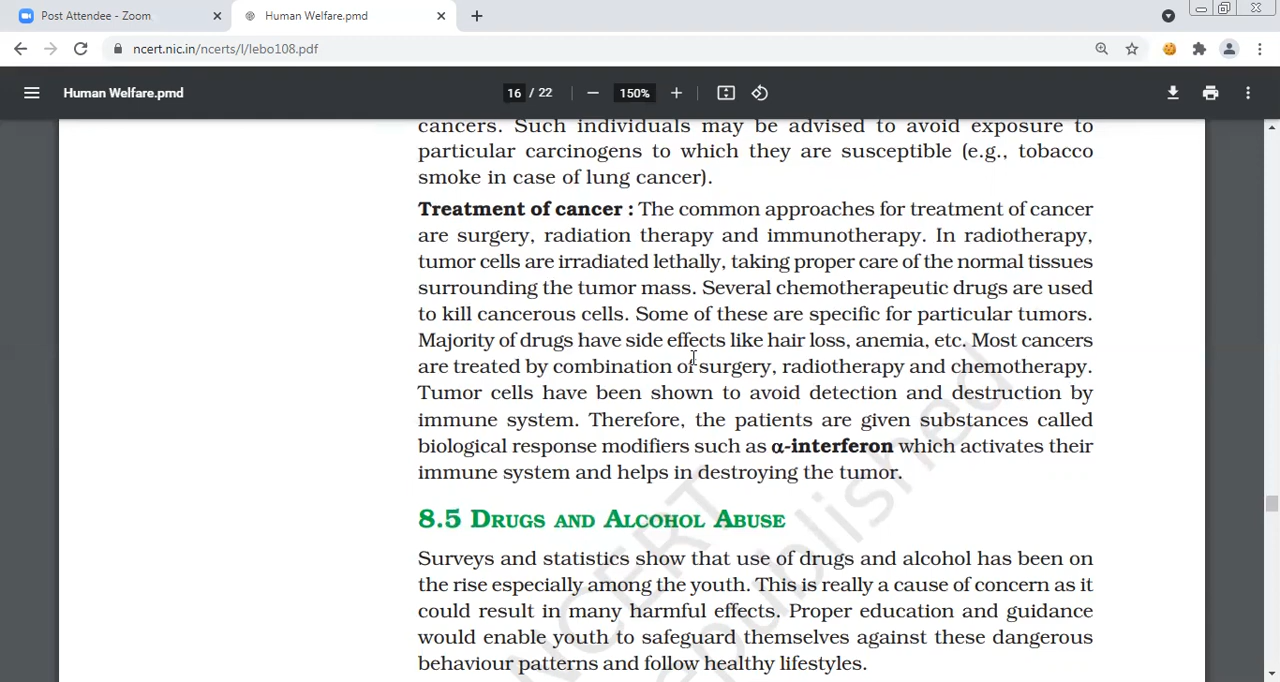 Post Attendee - Zoom
Human Welfare.pmd
ncert.nic.in/ncerts/l/lebo108.pdf
Human Welfare.pmd
16 / 22
150%
cancers. Such individuals may be advised to avoid exposure to
particular carcinogens to which they are susceptible (e.g., tobacco
smoke in case of lung cancer).
Treatment of cancer : The common approaches for treatment of cancer
are surgery, radiation therapy and immunotherapy. In radiotherapy,
tumor cells are irradiated lethally, taking proper care of the normal tissues
surrounding the tumor mass. Several chemotherapeutic drugs are used
to kill cancerous cells. Some of these are specific for particular tumors.
Majority of drugs have side effects like hair loss, anemia, etc. Most cancers
are treated by combination of surgery, radiotherapy and chemotherapy.
Tumor cells have been shown to avoid detection and destruction by
immune system. Therefore, the patients are given substances called
biological response modifiers such as α-interferon which activates their
immune system and helps in destroying the tumor.
8.5 DRUGS AND ALCOHOL ABUSE
Surveys and statistics show that use of drugs and alcohol has been on
the rise especially among the youth. This is really a cause of concern as it
could result in many harmful effects. Proper education and guidance
would enable youth to safeguard themselves against these dangerous
behaviour patterns and follow healthy lifestyles.
NCERT
republished